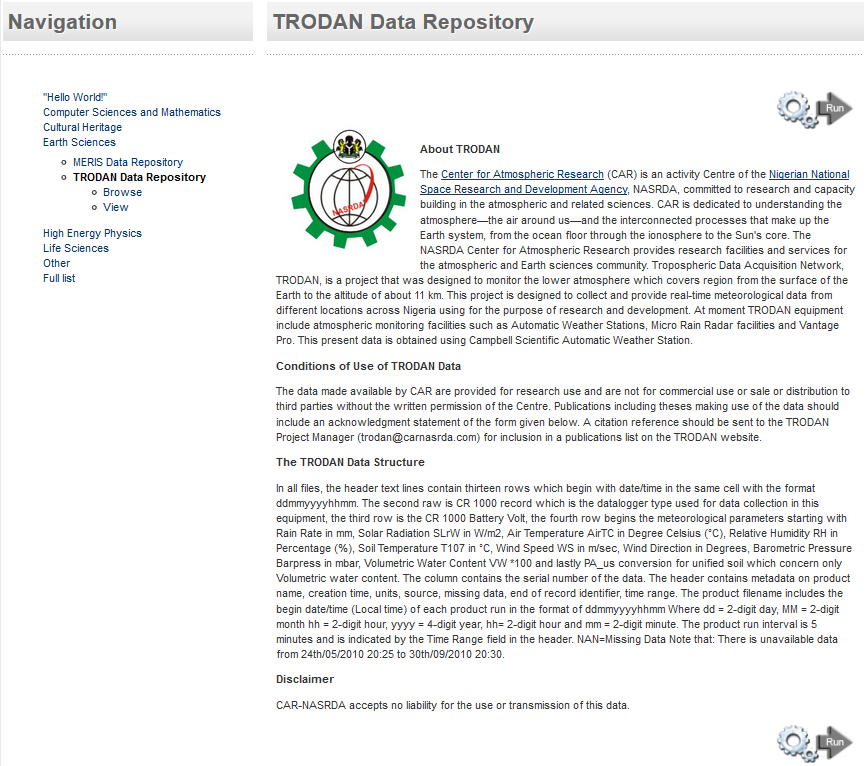 Navigation
TRODAN Data Repository
"Hello World!"
Computer Sciences and Mathematics
Cultural Heritage
Earth Sciences
MERIS Data Repository
TRODAN Data Repository
Browse
View
High Energy Physics
Life Sciences
Other
Full list
Run
NASRDA
About TRODAN
The Center for Atmospheric Research (CAR) is an activity Centre of the Nigerian National
Space Research and Development Agency, NASRDA, committed to research and capacity
building in the atmospheric and related sciences. CAR is dedicated to understanding the
atmosphere—the air around us—and the interconnected processes that make up the
Earth system, from the ocean floor through the ionosphere to the Sun's core. The
NASRDA Center for Atmospheric Research provides research facilities and services for
the atmospheric and Earth sciences community. Tropospheric Data Acquisition Network,
TRODAN, is a project that was designed to monitor the lower atmosphere which covers region from the surface of the
Earth to the altitude of about 11 km. This project is designed to collect and provide real-time meteorological data from
different locations across Nigeria using for the purpose of research and development. At moment TRODAN equipment
include atmospheric monitoring facilities such as Automatic Weather Stations, Micro Rain Radar facilities and Vantage
Pro. This present data is obtained using Campbell Scientific Automatic Weather Station.
Conditions of Use of TRODAN Data
The data made available by CAR are provided for research use and are not for commercial use or sale or distribution to
third parties without the written permission of the Centre. Publications including theses making use of the data should
include an acknowledgment statement of the form given below. A citation reference should be sent to the TRODAN
Project Manager (trodan@carnasrda.com) for inclusion in a publications list on the TRODAN website.
The TRODAN Data Structure
In all files, the header text lines contain thirteen rows which begin with date/time in the same cell with the format
ddmmyyyyhhmm. The second raw is CR 1000 record which is the datalogger type used for data collection in this
equipment, the third row is the CR 1000 Battery Volt, the fourth row begins the meteorological parameters starting with
Rain Rate in mm, Solar Radiation SLrW in W/m2, Air Temperature AirTC in Degree Celsius (°C), Relative Humidity RH in
Percentage (%), Soil Temperature T107 in °C, Wind Speed WS in m/sec, Wind Direction in Degrees, Barometric Pressure
Barpress in mbar, Volumetric Water Content VW *100 and lastly PA_us conversion for unified soil which concern only
Volumetric water content. The column contains the serial number of the data. The header contains metadata on product
name, creation time, units, source, missing data, end of record identifier, time range. The product filename includes the
begin date/time (Local time) of each product run in the format of ddmmyyyyhhmm Where dd = 2-digit day, MM = 2-digit
month hh = 2-digit hour, yyyy = 4-digit year, hh= 2-digit hour and mm = 2-digit minute. The product run interval is 5
minutes and is indicated by the Time Range field in the header. NAN=Missing Data Note that: There is unavailable data
from 24th/05/2010 20:25 to 30th/09/2010 20:30.
Disclaimer
CAR-NASRDA accepts no liability for the use or transmission of this data.
Run